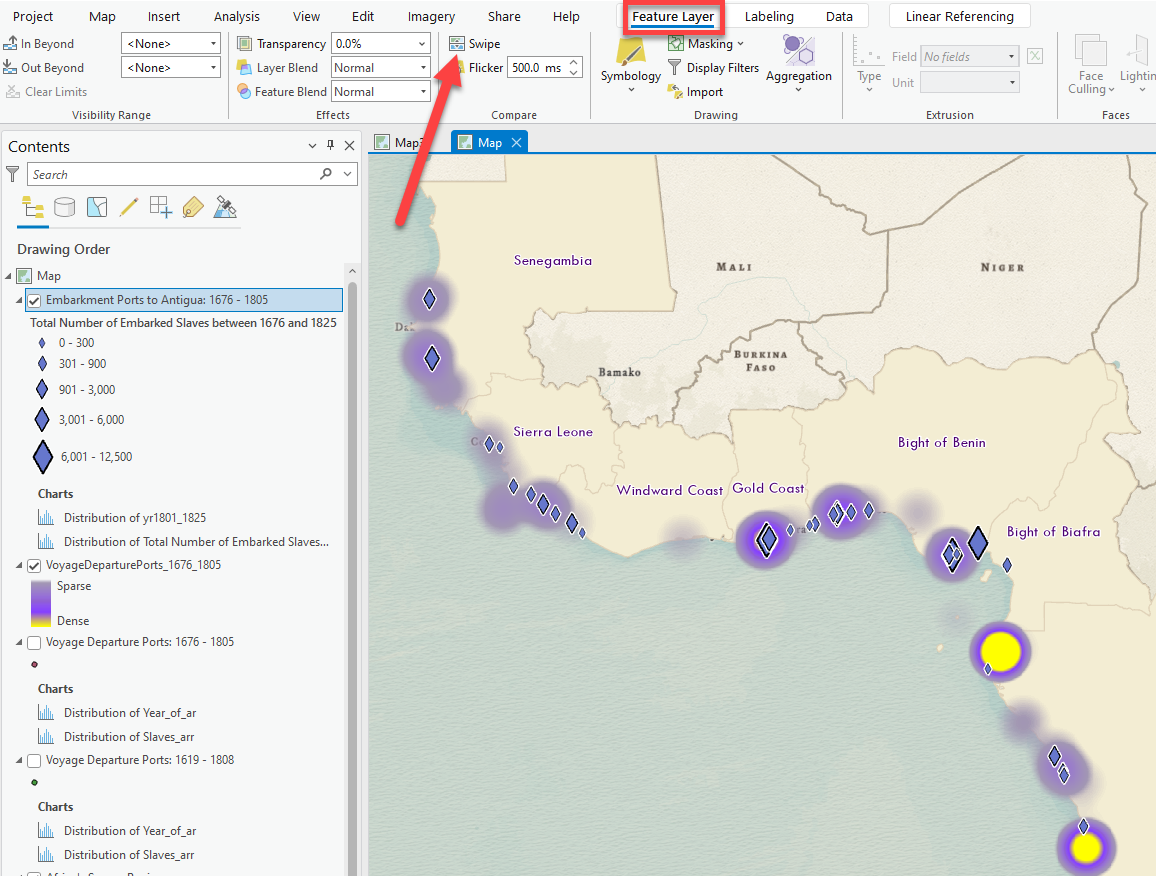 Project Map Insert Analysis View Edit Imagery Share Help Feature Layer Labeling Data Linear Referencing
In Beyond <None> Transparency 0.0% Swipe Masking
Out Beyond <None> Layer Blend Normal Flicker 500.0 ms Symbology Display Filters Aggregation Type Field No fields Face Culling
Clear Limits Feature Blend Normal Import Unit
Visibility Range Effects Compare Drawing Extrusion Faces
Contents
Map
Search
Drawing Order
Map
Embarkment Ports to Antigua: 1676 - 1805
Total Number of Embarked Slaves between 1676 and 1825
0 - 300
301 - 900
901 - 3,000
3,001 - 6,000
6,001 - 12,500
Charts
Distribution of yr1801_1825
Distribution of Total Number of Embarked Slaves...
VoyageDeparturePorts_1676_1805
Sparse
Dense
Voyage Departure Ports: 1676 - 1805
Charts
Distribution of Year_of_ar
Distribution of Slaves_arr
Voyage Departure Ports: 1619 - 1808
Charts
Distribution of Year_of_ar
Distribution of Slaves_arr
Senegambia
MALI
NIGER
BURKINA
FASO
Bamako
Sierra Leone
Bight of Benin
Windward Coast
Gold Coast
Bight of Biafra